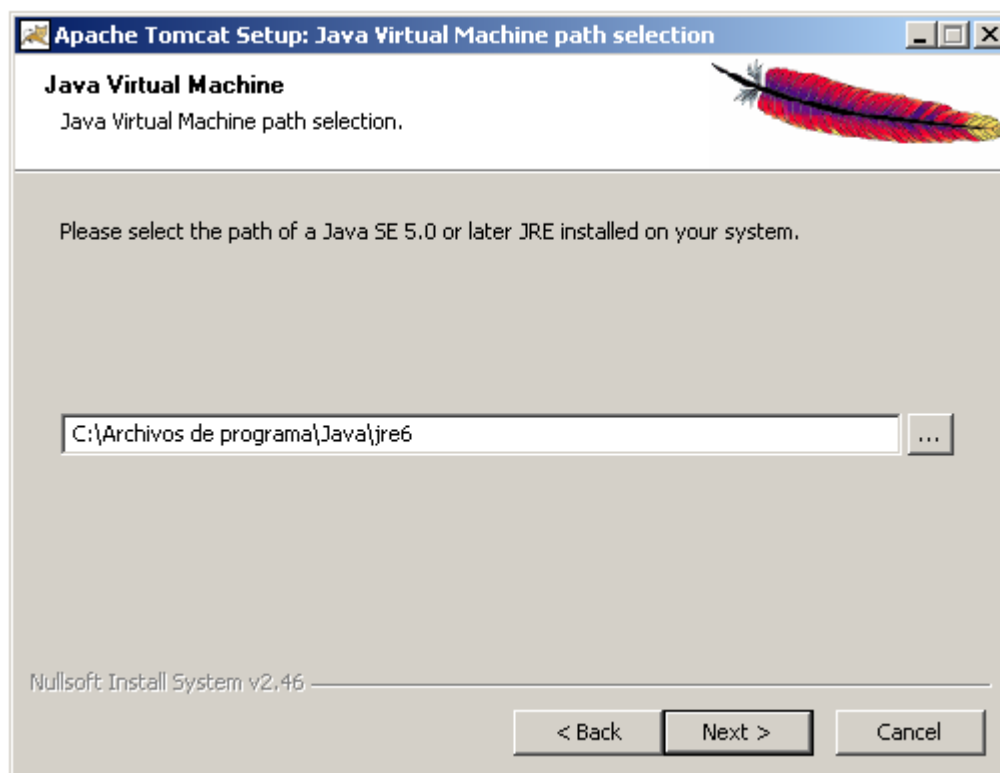 Apache Tomcat Setup: Java Virtual Machine path selection
Java Virtual Machine
Java Virtual Machine path selection.
Please select the path of a Java SE 5.0 or later JRE installed on your system.
C:\Archivos de programa\Java\jre6
...
Nullsoft Install System v2.46
< Back
Next >
Cancel